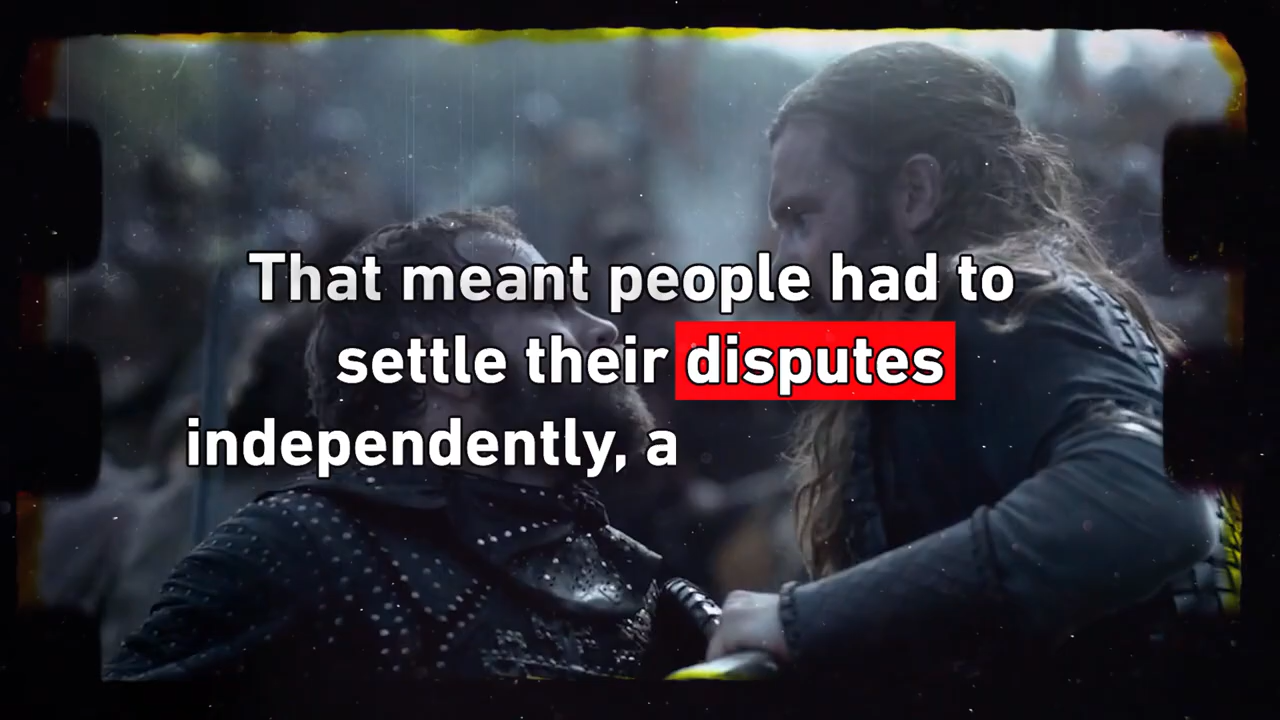 That meant people had to
settle their disputes
independently, a